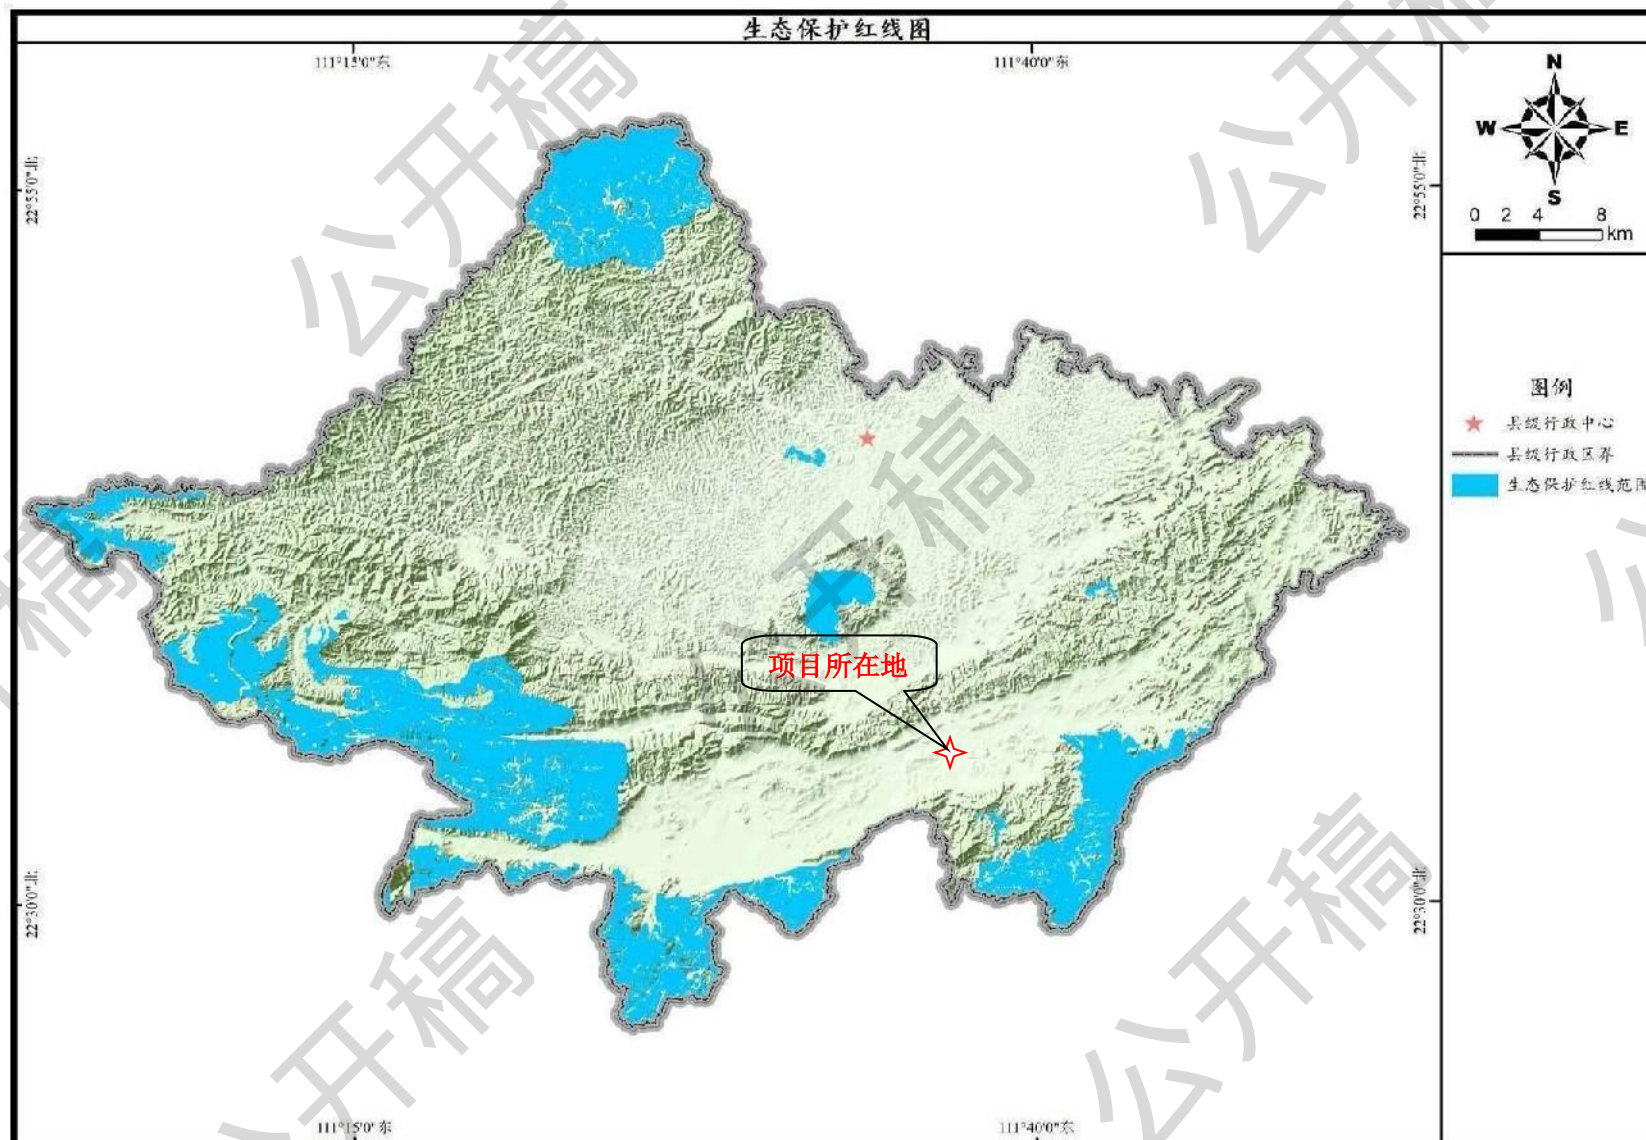 生态保护红线图
111°15'0"东
111°40'0"东
22°55'0"北
22°55'0"北
N
W
E
S
0 2 4 8
km
图例
县级行政中心
县级行政区界
生态保护红线范围
项目所在地
22°30'0"北
22°30'0"北
111°15'0"东
111°40'0"东
公开稿
公开稿
公开稿
公开稿
公开稿